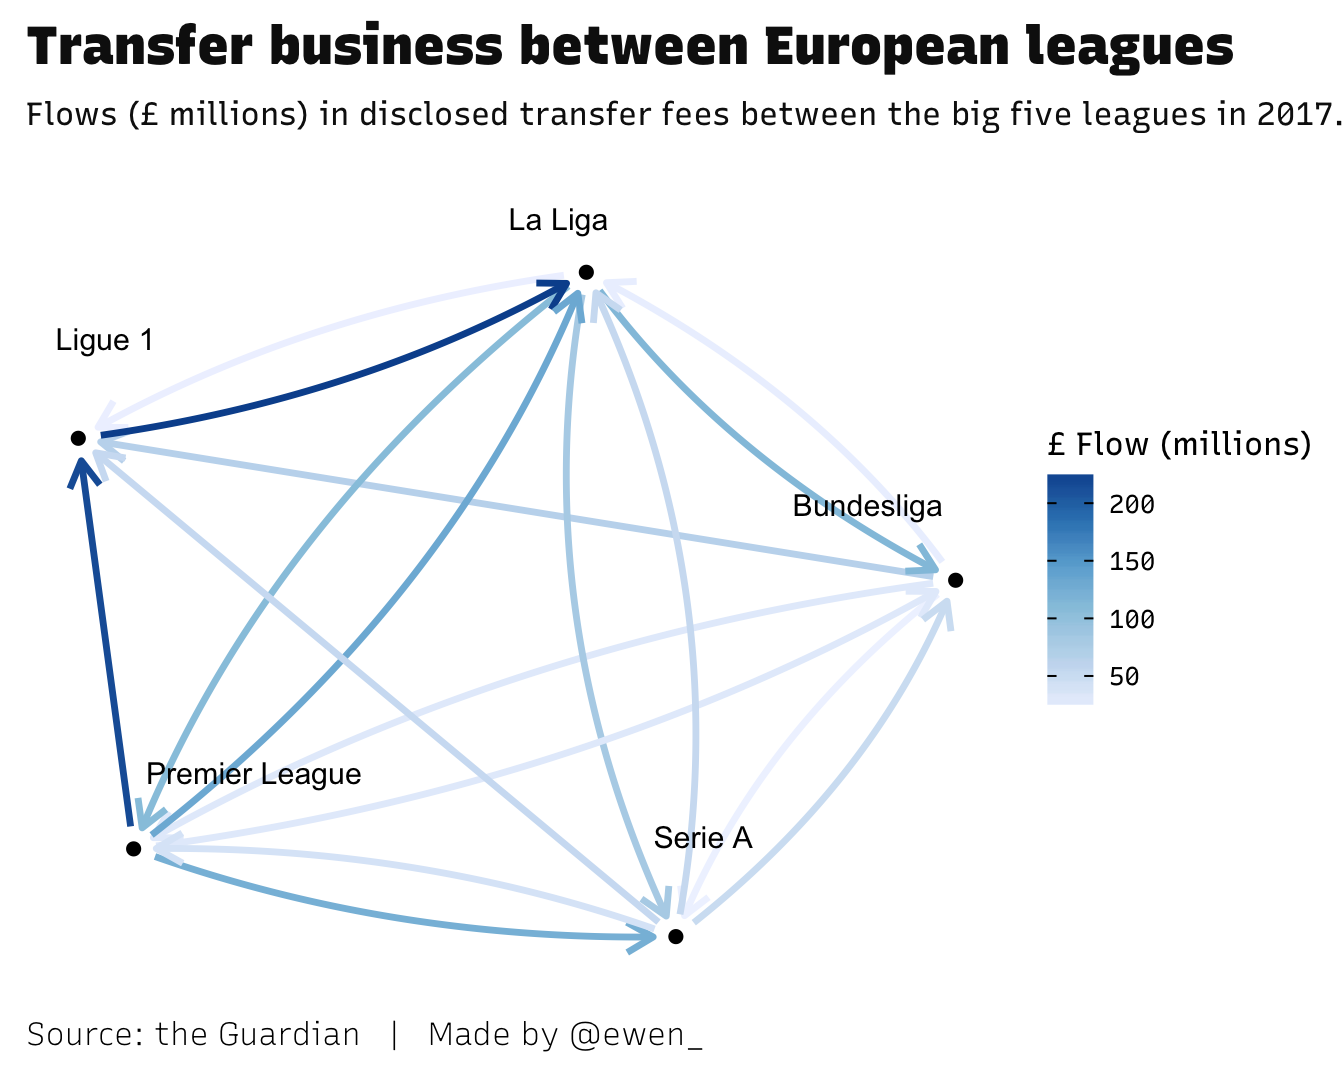 Transfer business between European leagues
Flows (£ millions) in disclosed transfer fees between the big five leagues in 2017.
La Liga
Ligue 1
£ Flow (millions)
200
Bundesliga
150
100
50
Premier League
Serie A
Source: the Guardian | Made by @ewen_